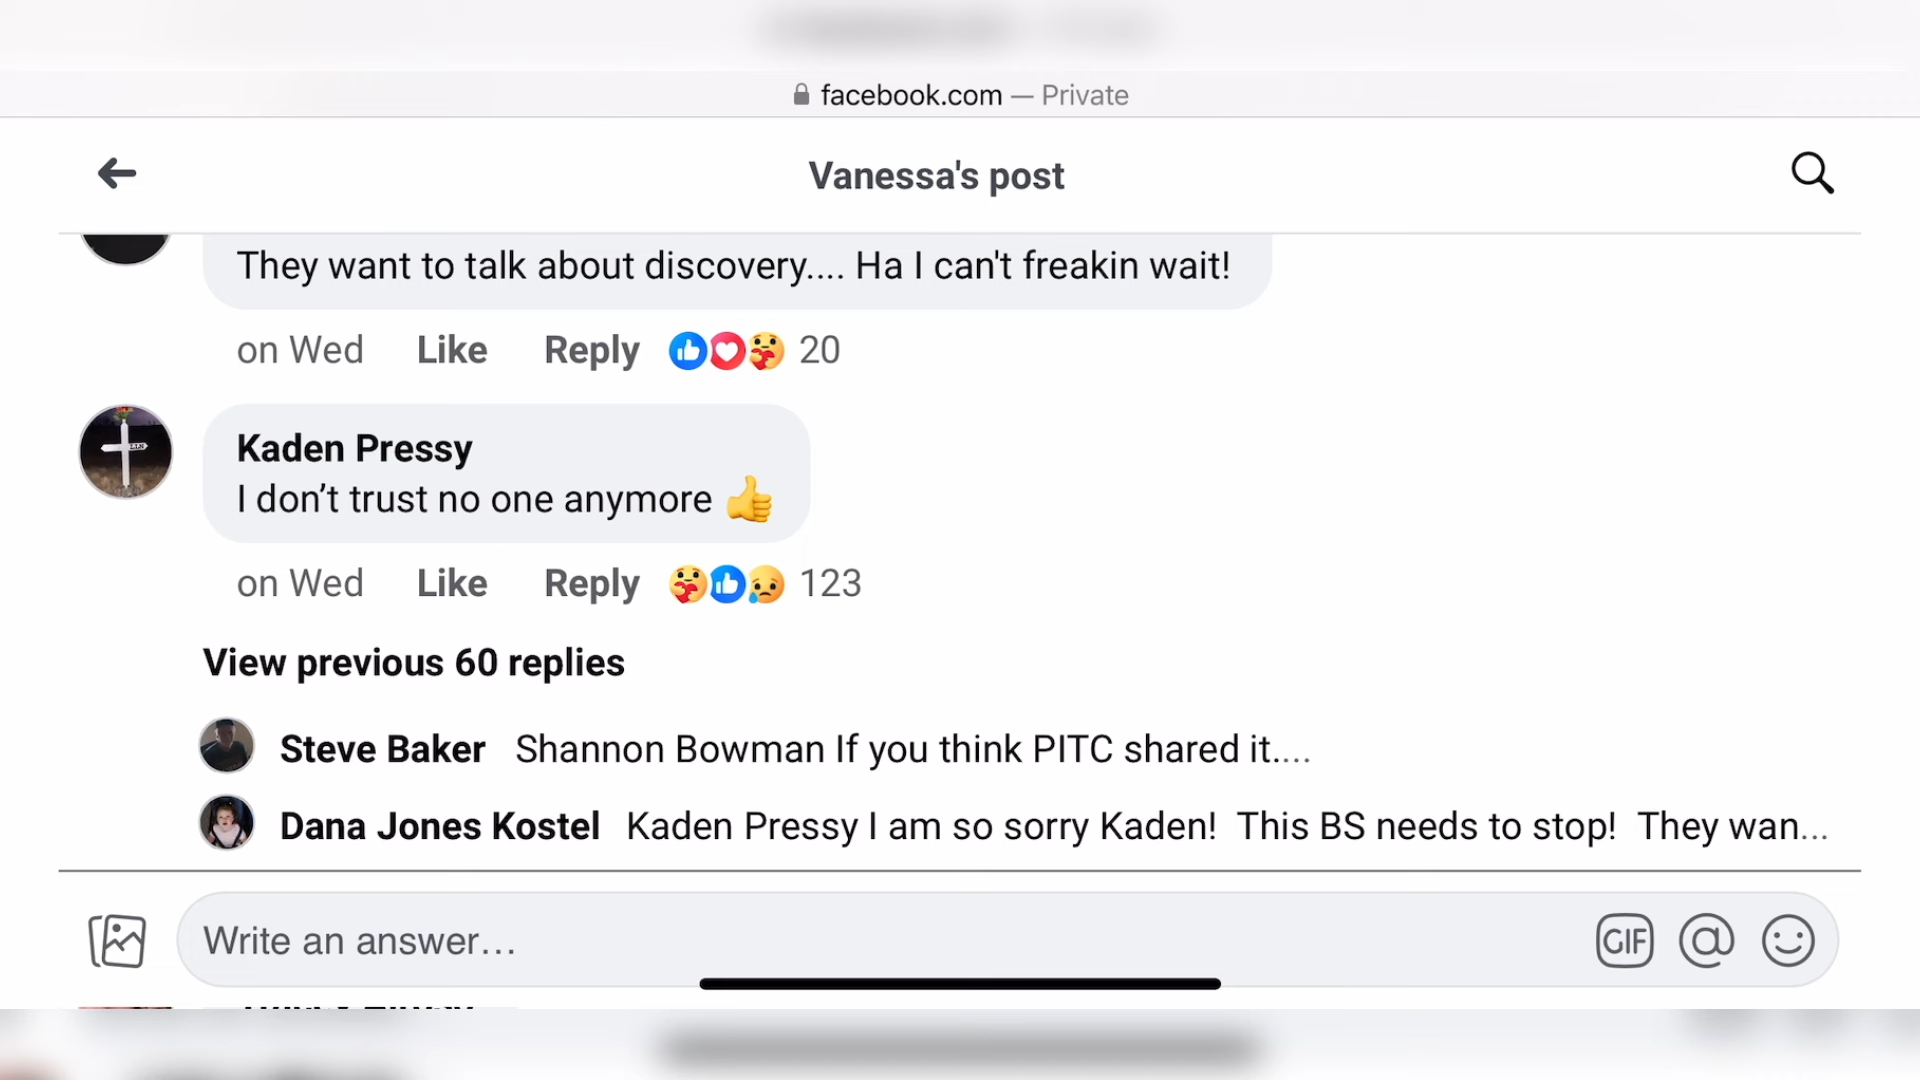 facebook.com — Private
Vanessa's post
They want to talk about discovery.... Ha I can't freakin wait!
on Wed Like Reply 20
Kaden Pressy
I don’t trust no one anymore 👍
on Wed Like Reply 123
View previous 60 replies
Steve Baker Shannon Bowman If you think PITC shared it....
Dana Jones Kostel Kaden Pressy I am so sorry Kaden! This BS needs to stop! They wan...
Write an answer...
GIF